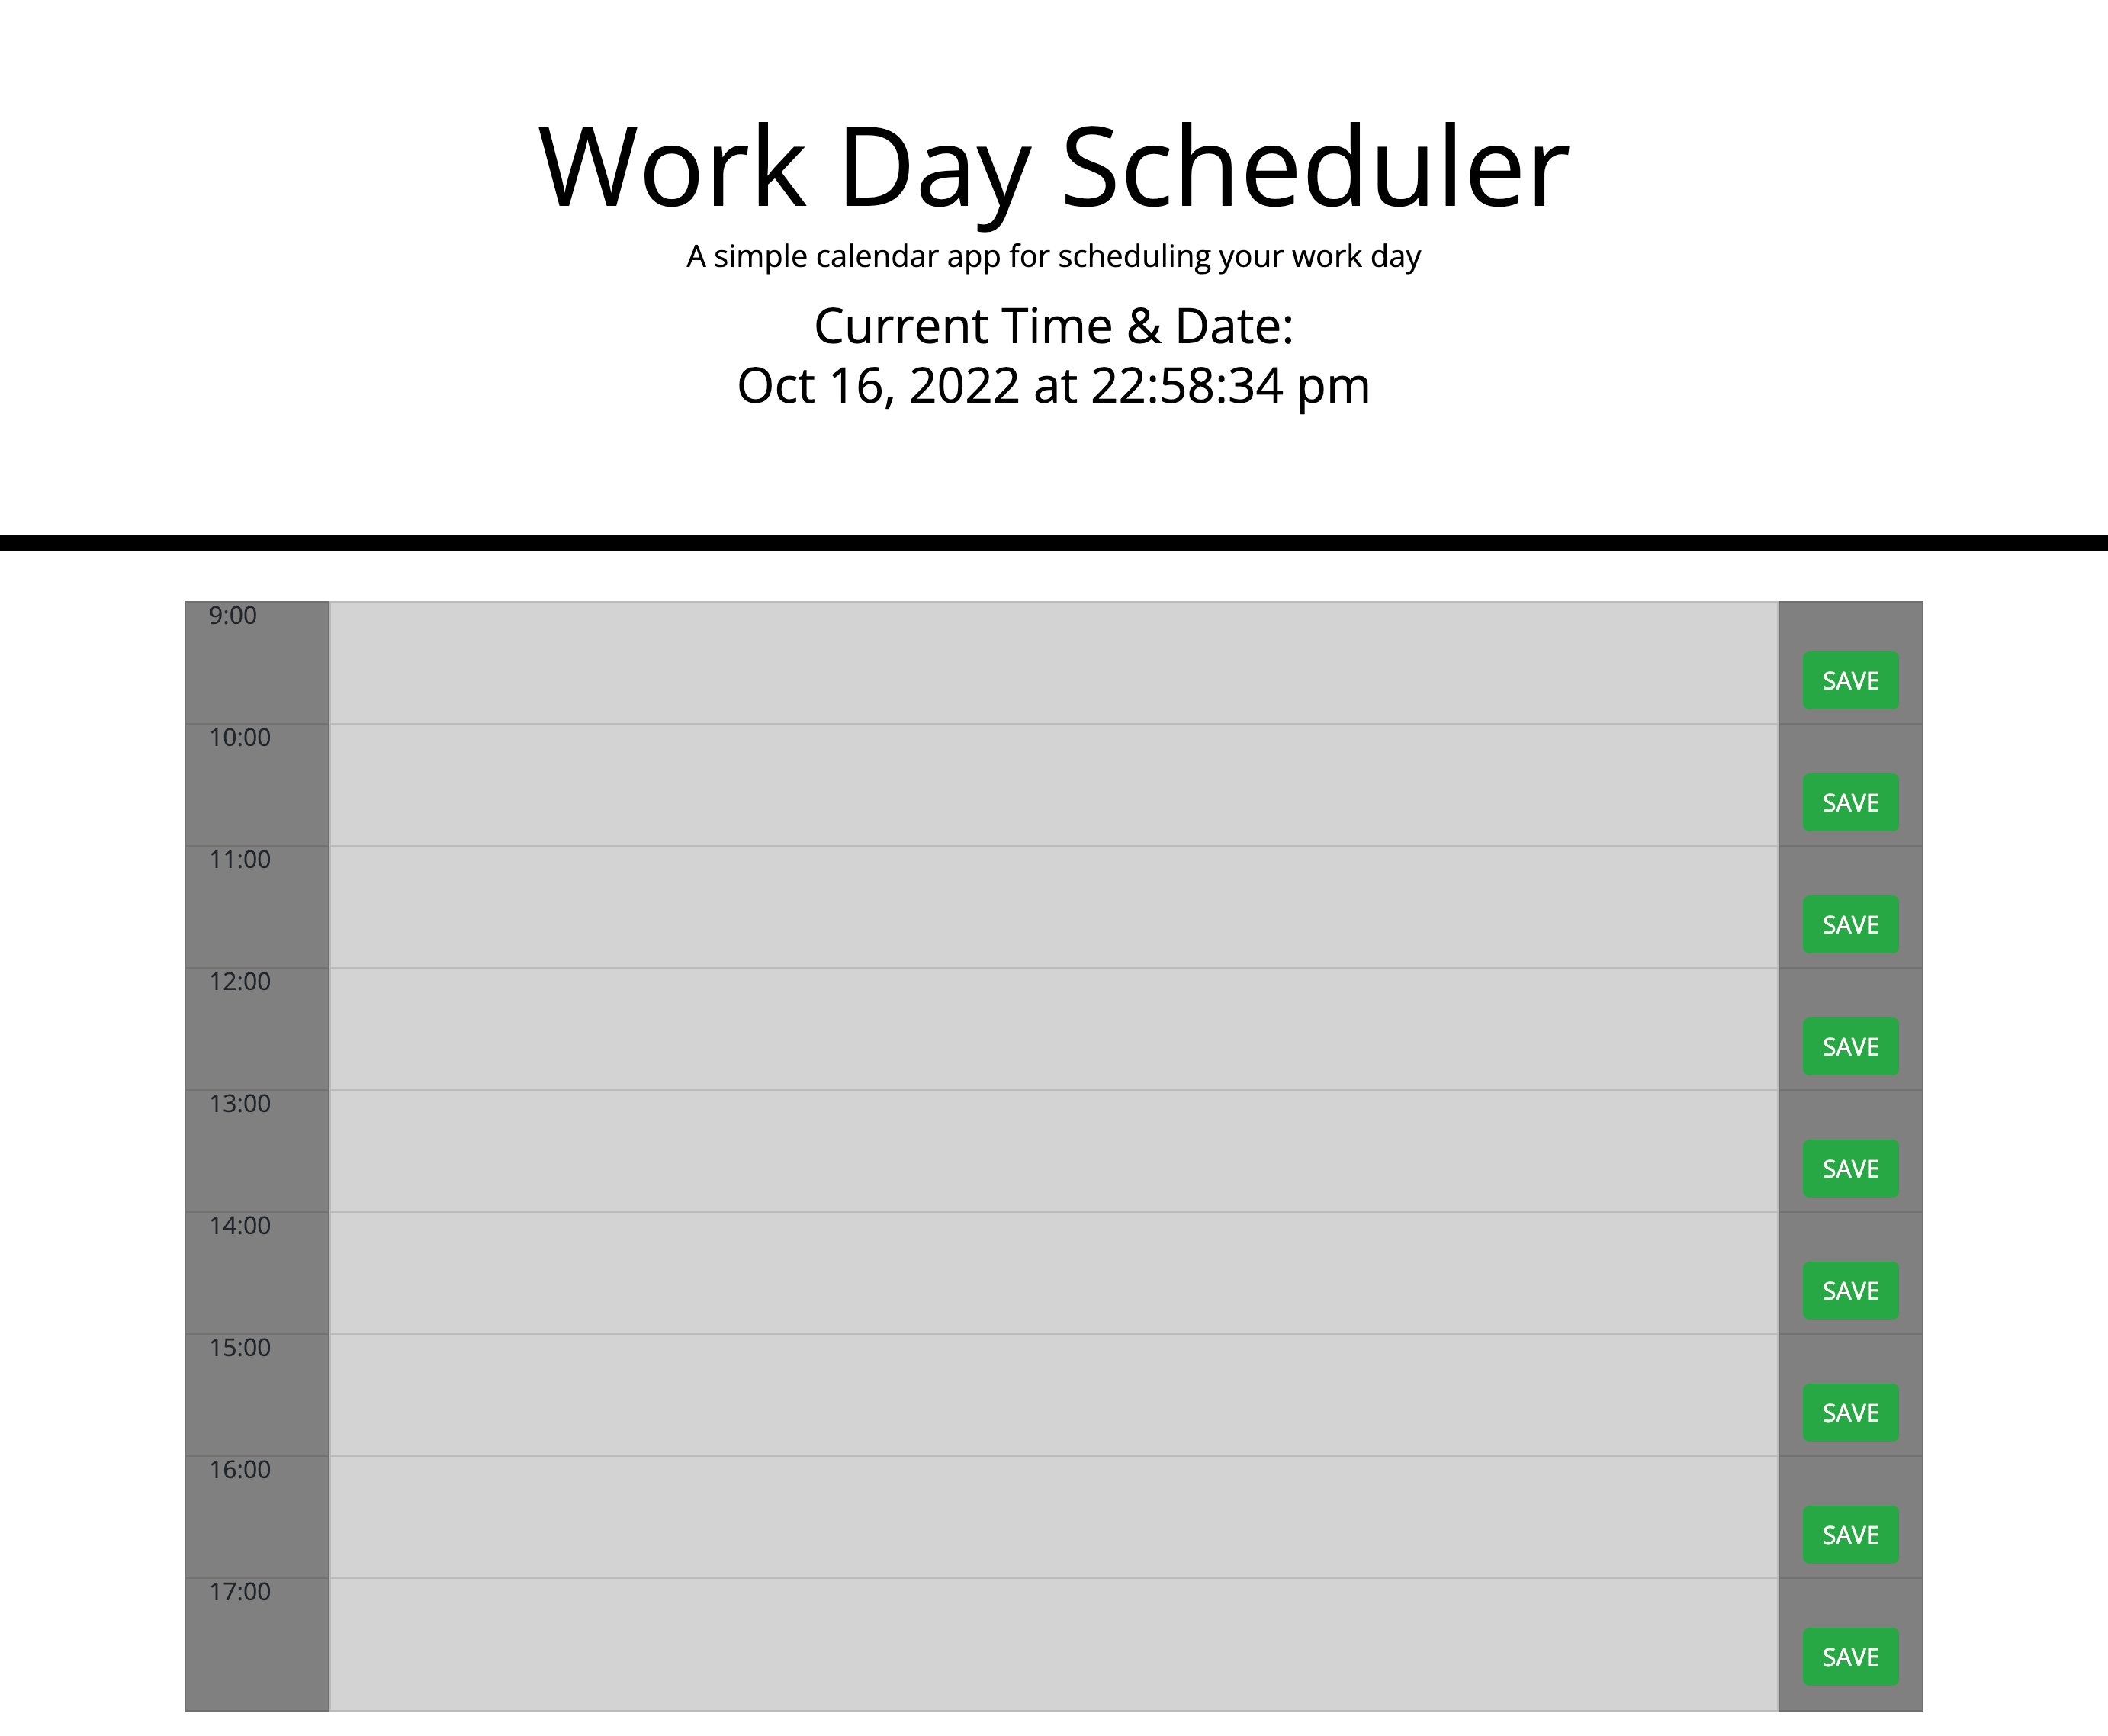 Work Day Scheduler
A simple calendar app for scheduling your work day
Current Time & Date:
Oct 16, 2022 at 22:58:34 pm
9:00
SAVE
10:00
SAVE
11:00
SAVE
12:00
SAVE
13:00
SAVE
14:00
SAVE
15:00
SAVE
16:00
SAVE
17:00
SAVE